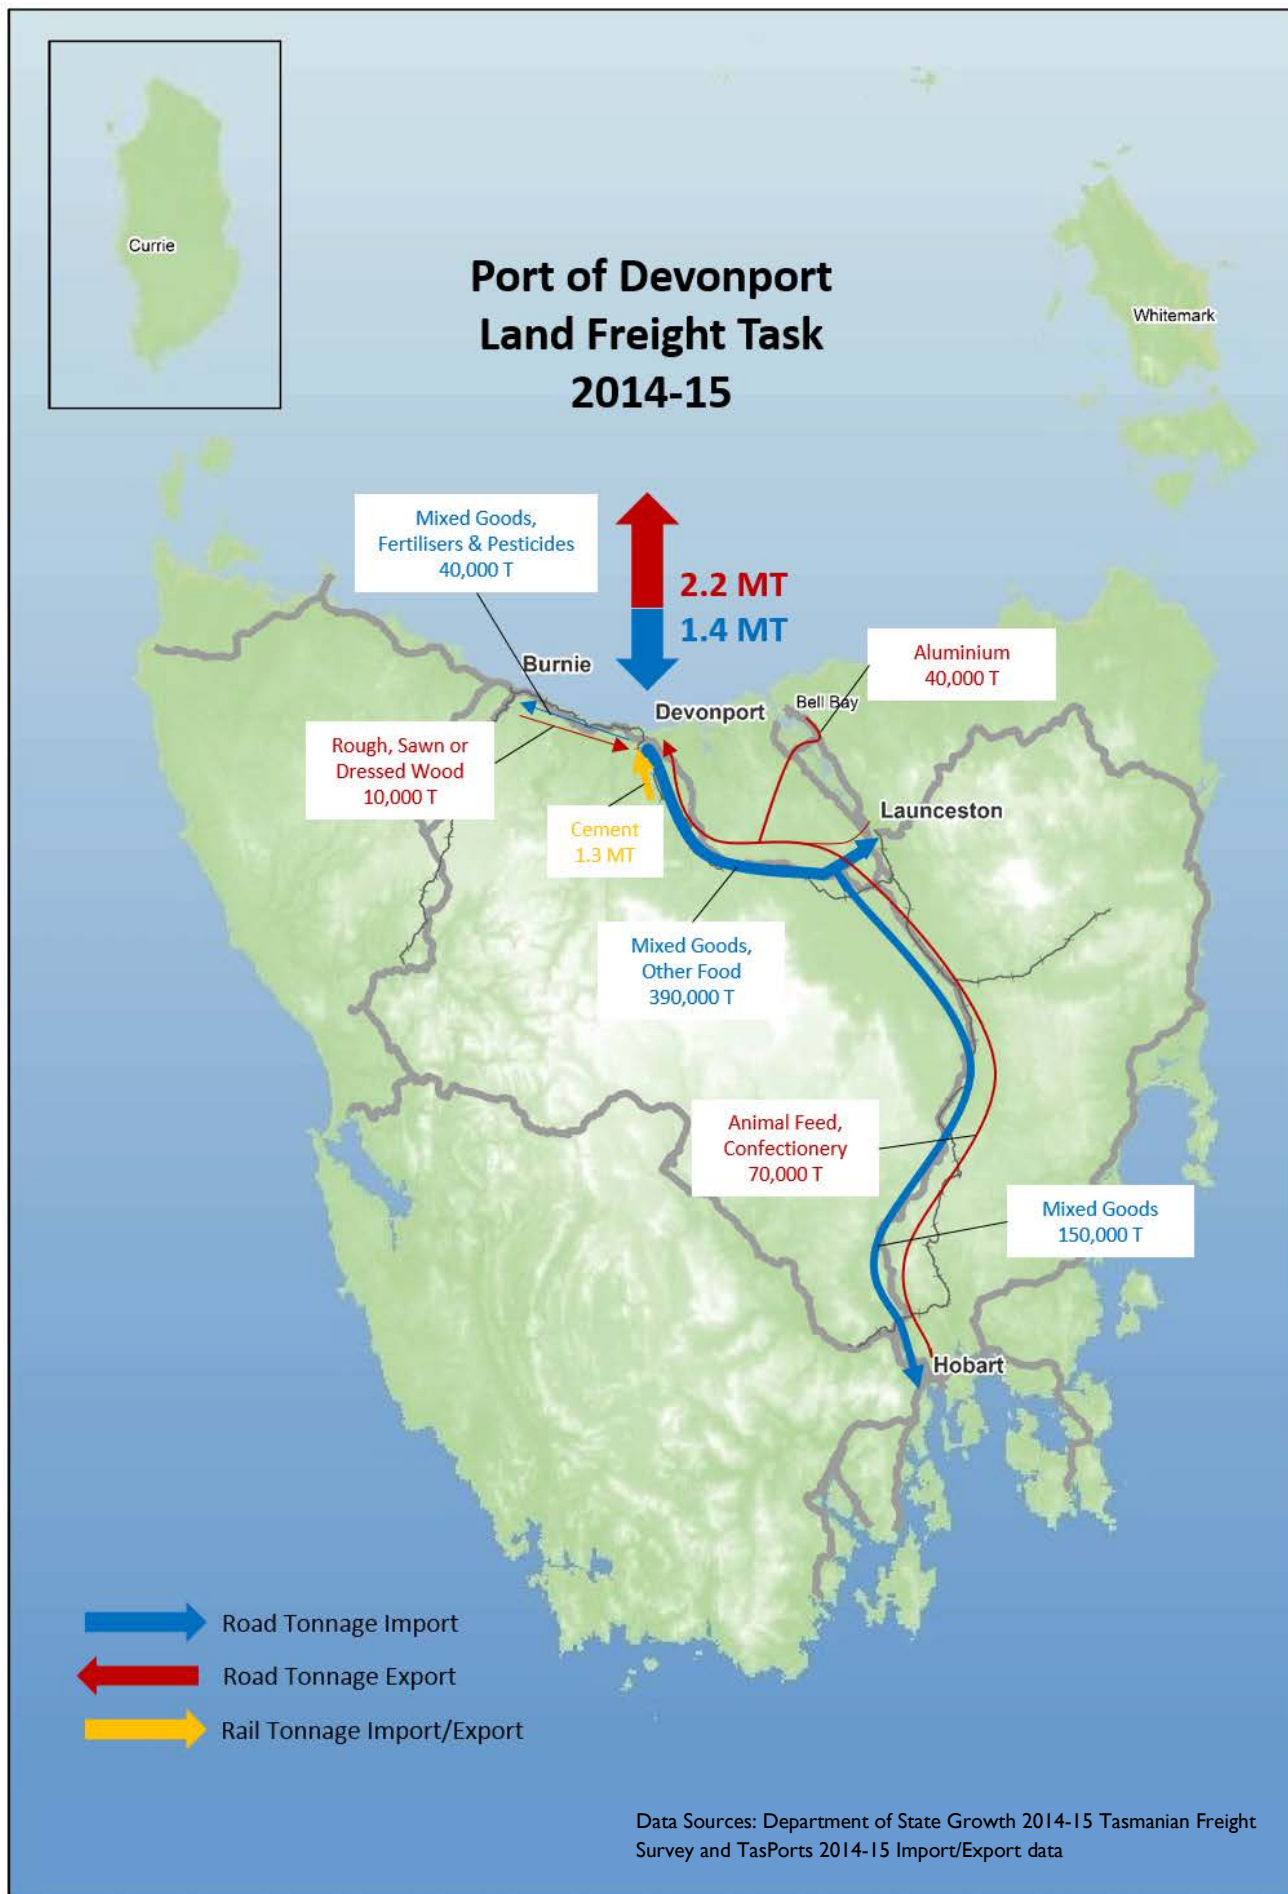 Currie
Port of Devonport
Land Freight Task
2014-15
Whitemark
Mixed Goods,
Fertilisers & Pesticides
40,000 T
2.2 MT
1.4 MT
Aluminium
40,000 T
Burnie
Bell Bay
Devonport
Rough, Sawn or
Dressed Wood
10,000 T
Launceston
Cement
1.3 MT
Mixed Goods,
Other Food
390,000 T
Animal Feed,
Confectionery
70,000 T
Mixed Goods
150,000 T
Hobart
Road Tonnage Import
Road Tonnage Export
Rail Tonnage Import/Export
Data Sources: Department of State Growth 2014-15 Tasmanian Freight
Survey and TasPorts 2014-15 Import/Export data